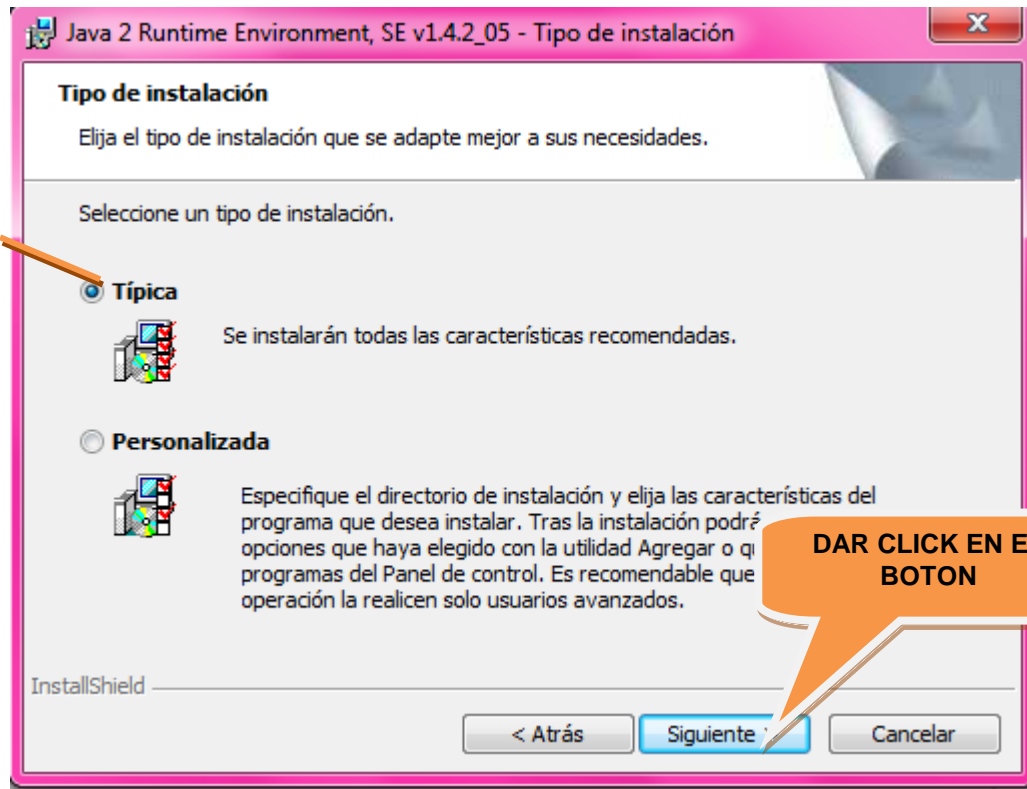 Java 2 Runtime Environment, SE v1.4.2_05 - Tipo de instalación
Tipo de instalación
Elija el tipo de instalación que se adapte mejor a sus necesidades.
Seleccione un tipo de instalación.
Típica
Se instalarán todas las características recomendadas.
Personalizada
Especifique el directorio de instalación y elija las características del
programa que desea instalar. Tras la instalación podrá
opciones que haya elegido con la utilidad Agregar o
programas del Panel de control. Es recomendable que
operación la realicen solo usuarios avanzados.
DAR CLICK EN
BOTON
InstallShield
< Atrás
Siguiente
Cancelar